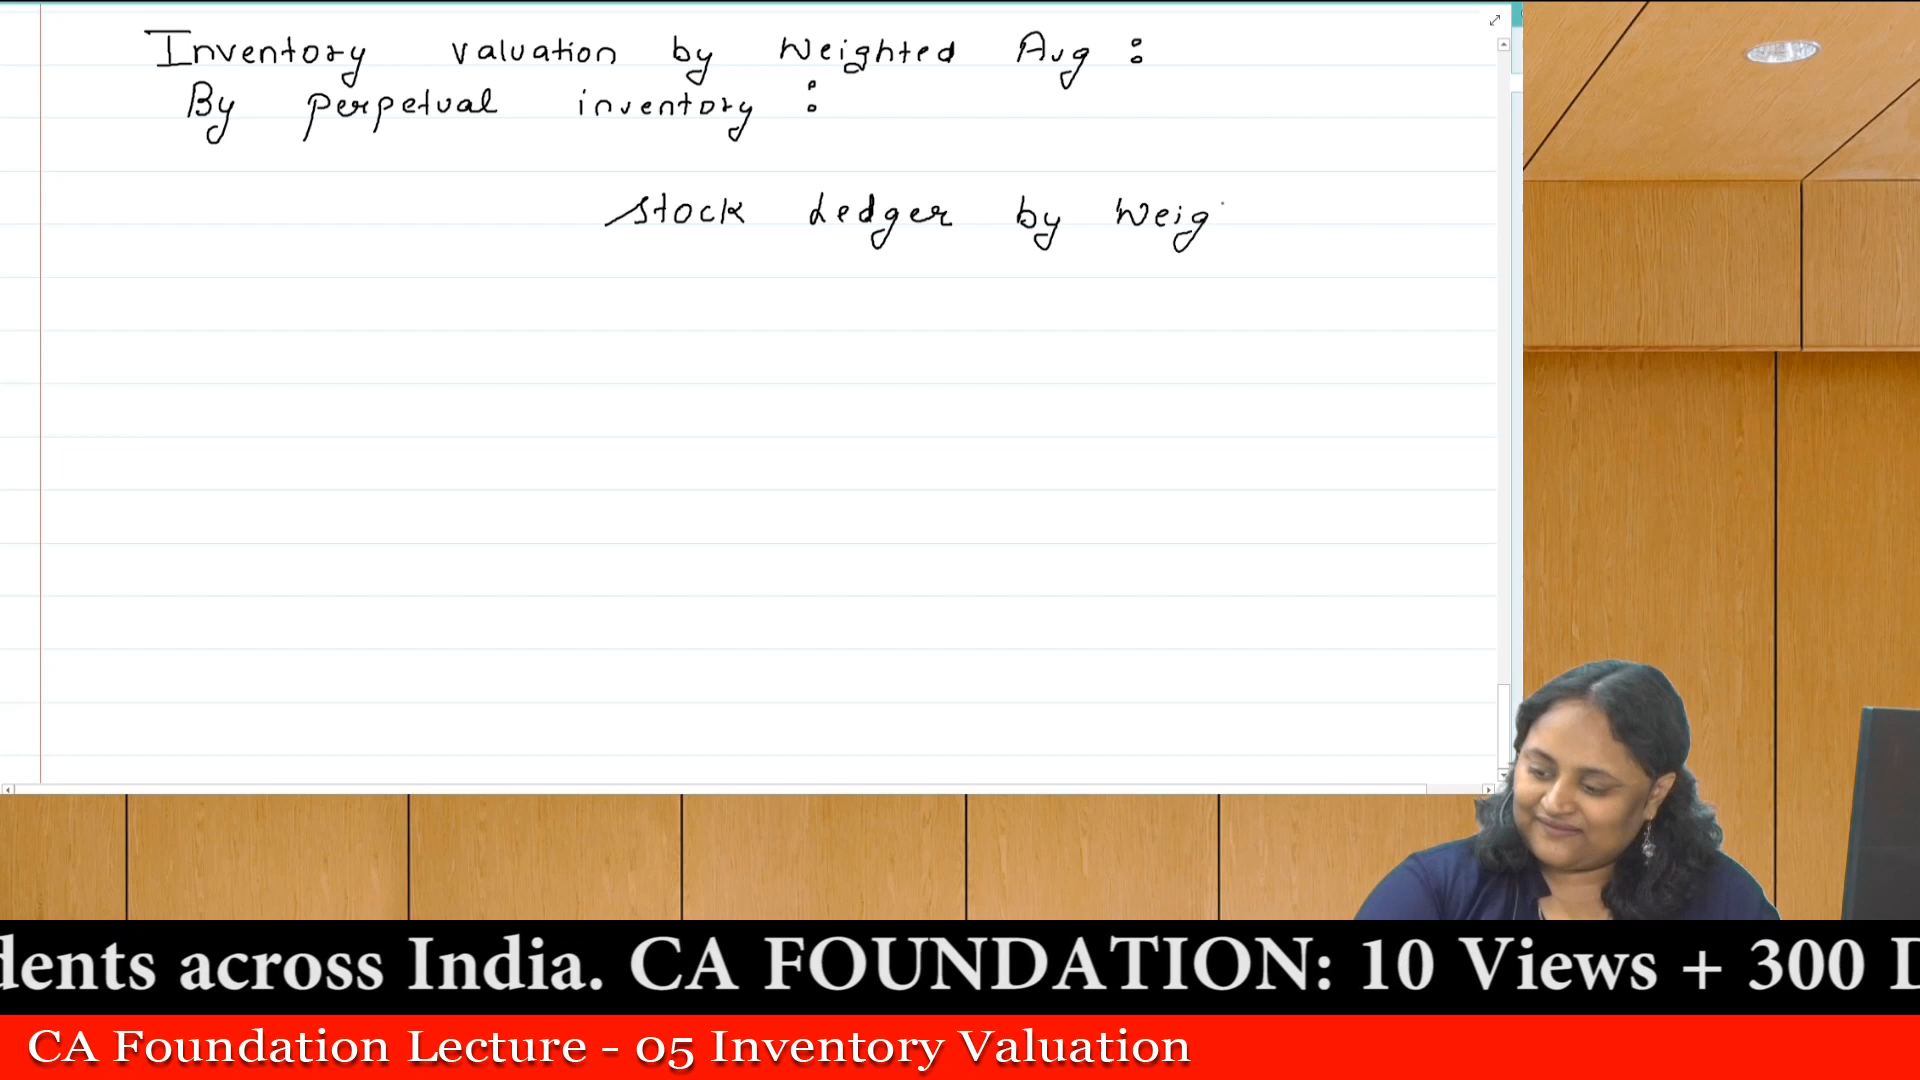 Inventory valuation by Weighted Avg :
By perpetual inventory :
Stock Ledger by Weig
dents across India. CA FOUNDATION: 10 Views + 300 D
CA Foundation Lecture - 05 Inventory Valuation